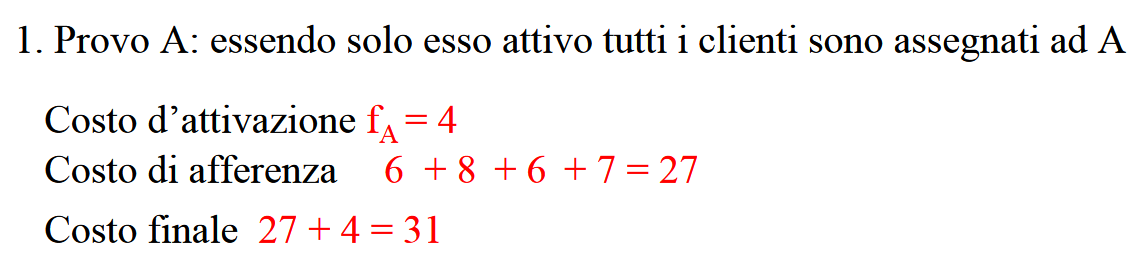 1. Provo A: essendo solo esso attivo tutti i clienti sono assegnati ad A
Costo d’attivazione fA = 4
Costo di afferenza 6 + 8 + 6 + 7 = 27
Costo finale 27 + 4 = 31